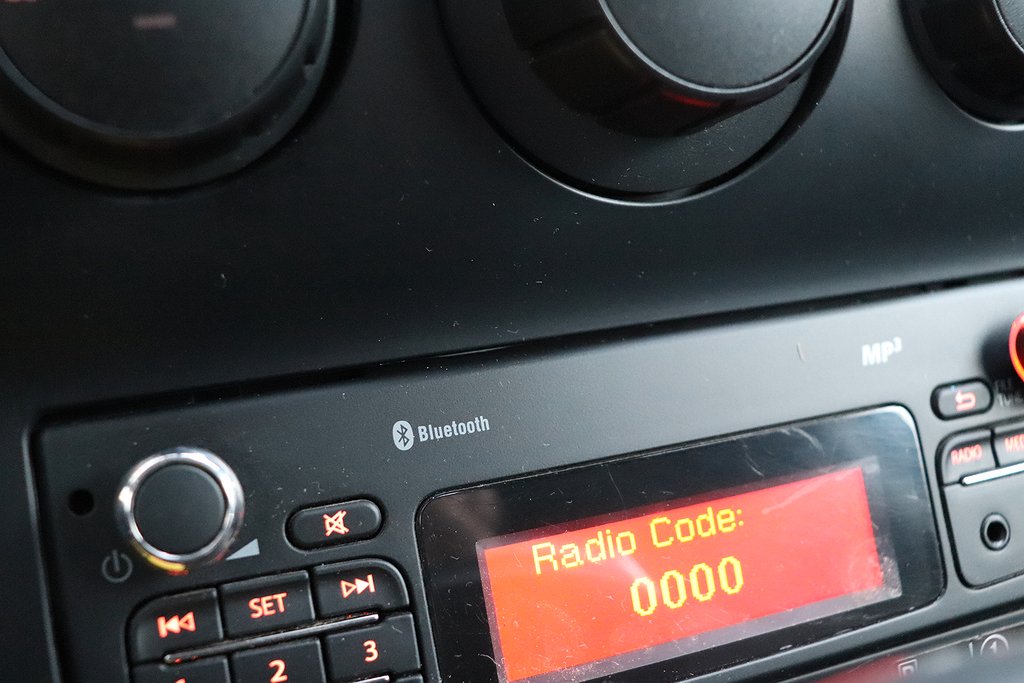 Mp³
Bluetooth
RADIO
Radio Code:
0000
SET
2
3